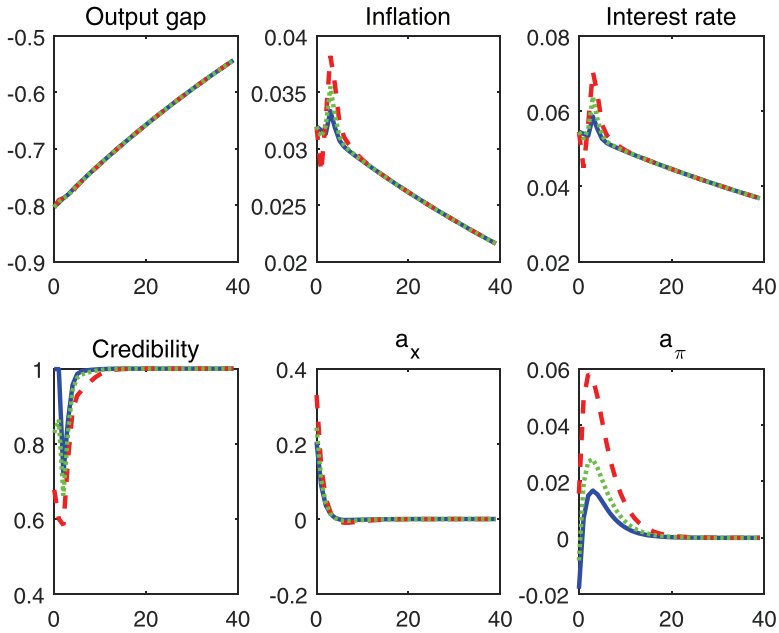 Output gap
-0.5
-0.6
-0.7
-0.8
-0.9
0 20 40
Inflation
0.04
0.035
0.03
0.025
0.02
0 20 40
Interest rate
0.08
0.06
0.04
0.02
0 20 40
Credibility
1
0.8
0.6
0.4
0 20 40
a_x
0.4
0.2
0
-0.2
0 20 40
a_π
0.06
0.04
0.02
0
-0.02
0 20 40